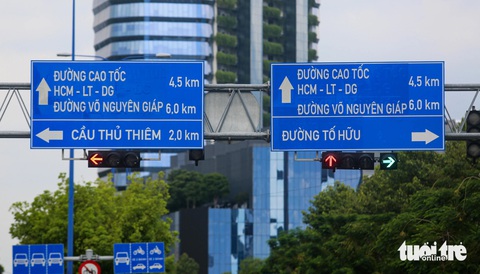 ĐƯỜNG CAO TỐC 4,5 km
HCM - LT - DG
ĐƯỜNG VÕ NGUYÊN GIÁP 6,0 km
CẦU THỦ THIÊM 2,0 km
ĐƯỜNG CAO TỐC 4,5 km
HCM - LT - DG
ĐƯỜNG VÕ NGUYÊN GIÁP 6,0 km
ĐƯỜNG TỐ HỮU
tuổi trẻ
online